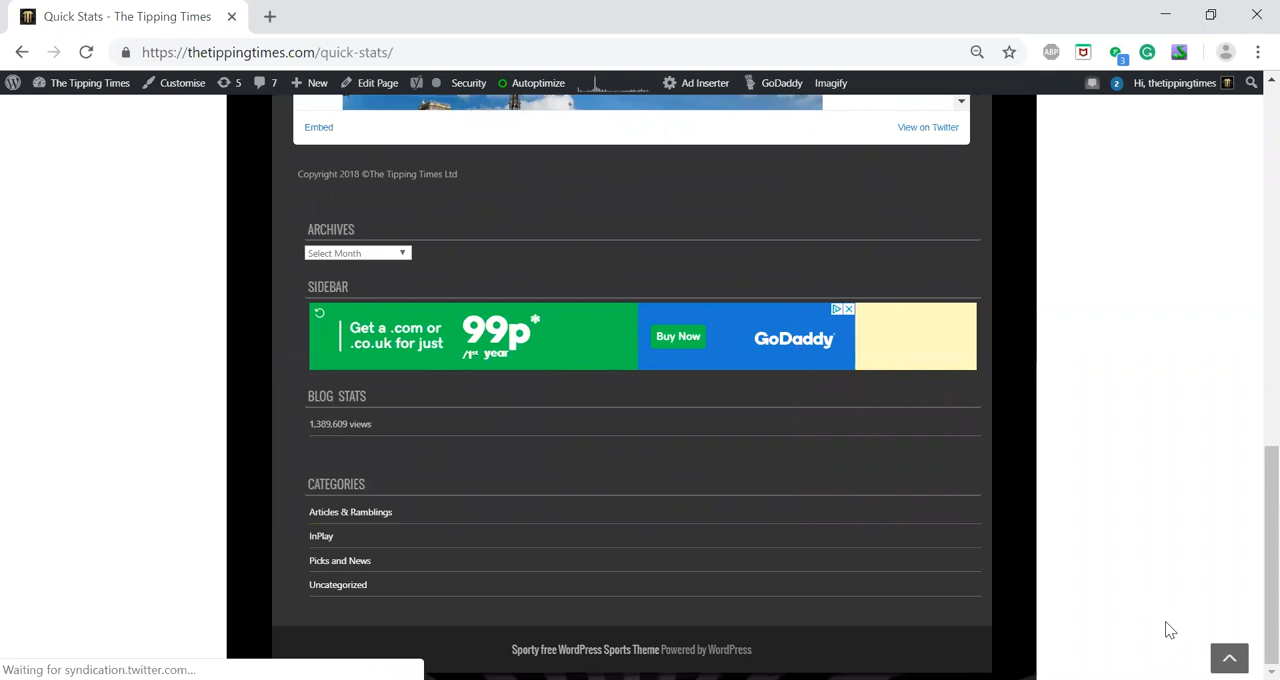 Quick Stats - The Tipping Times
https://thetippingtimes.com/quick-stats/
ABP
3
The Tipping Times
Customise
5
7
New
Edit Page
Security
Autoptimize
Ad Inserter
GoDaddy
Imagify
2
Hi, thetippingtimes
Embed
View on Twitter
Copyright 2018 ©The Tipping Times Ltd
ARCHIVES
Select Month
SIDEBAR
Get a .com or
.co.uk for just
99p*
/1st year
Buy Now
GoDaddy
BLOG STATS
1,389,609 views
CATEGORIES
Articles & Ramblings
InPlay
Picks and News
Uncategorized
Sporty free WordPress Sports Theme Powered by WordPress
Waiting for syndication.twitter.com...